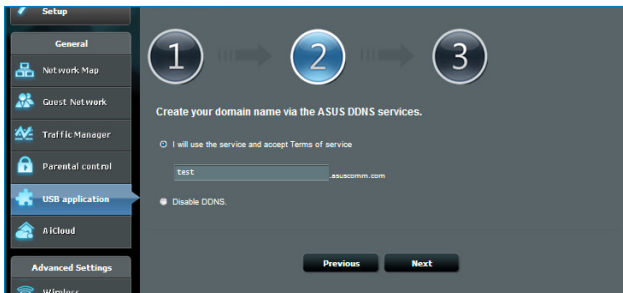 Setup
General
Network Map
Guest Network
Traffic Manager
Parental control
USB application
AiCloud
Advanced Settings
Wireless
1 2 3
Create your domain name via the ASUS DDNS services.
I will use the service and accept Terms of service
test .asuscomm.com
Disable DDNS.
Previous Next